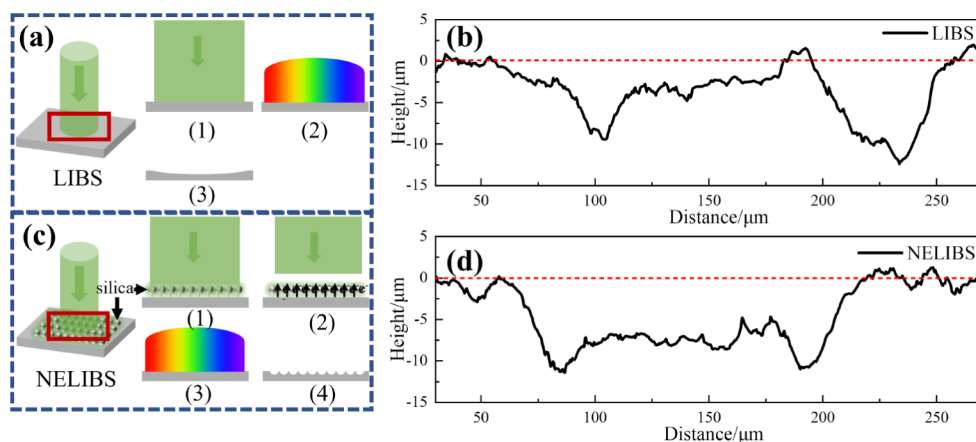 (a)
(1)
(2)
LIBS
(3)
(b)
LIBS
Height/μm
5
0
-5
-10
-15
50
100
150
200
250
Distance/μm
(c)
silica
(1)
e⁻
(2)
NELIBS
(3)
(4)
(d)
NELIBS
Height/μm
5
0
-5
-10
-15
50
100
150
200
250
Distance/μm